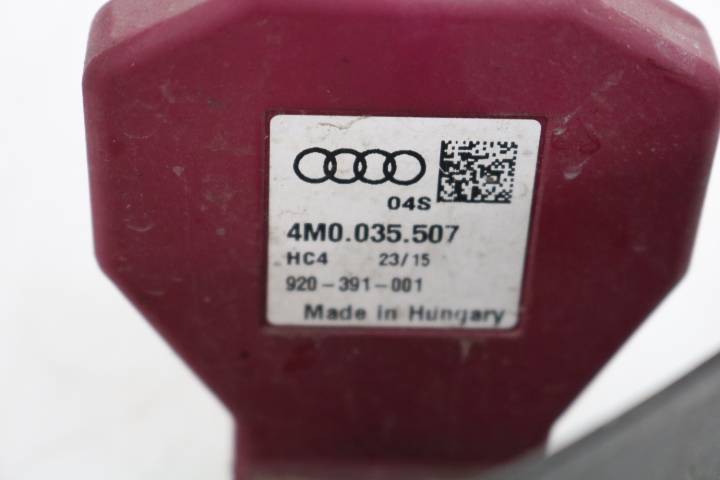 04S
4M0.035.507
HC4 23/15
920-391-001
Made in Hungary